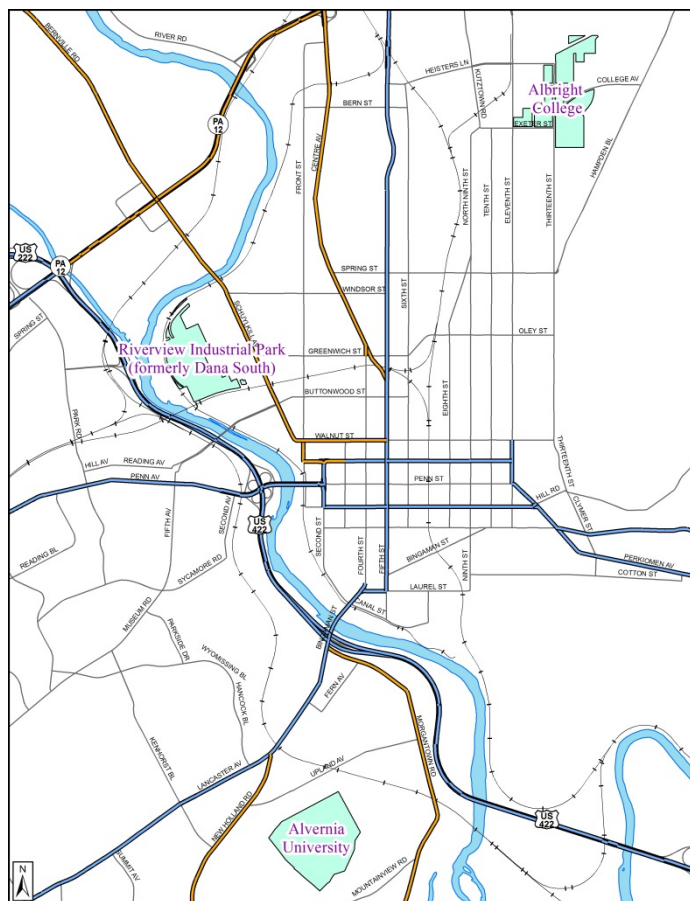 BERNVILLE RD
RIVER RD
HEISTERS LN
KUTZTOWN RD
Albright
College
COLLEGE AV
BERN ST
PA
12
CENTRE AV
EXETER ST
HAMPDEN BL
FRONT ST
NORTH NINTH ST
TENTH ST
ELEVENTH ST
THIRTEENTH ST
US
222
PA
12
SPRING ST
WINDSOR ST
SIXTH ST
SPRING ST
SCHUYLKILL AV
OLEY ST
Riverview Industrial Park
(formerly Dana South)
GREENWICH ST
BUTTONWOOD ST
EIGHTH ST
PARK RD
WALNUT ST
THIRTEENTH ST
HILL AV
READING AV
PENN AV
PENN ST
HILL RD
US
422
SECOND AV
FIFTH AV
SECOND ST
FOURTH ST
FIFTH ST
CLYMER ST
READING BL
SYCAMORE RD
BINGAMAN ST
NINTH ST
PERKIOMEN AV
COTTON ST
LAUREL ST
CANAL ST
MUSEUM RD
PARKSIDE DR
WYOMISSING BL
BINGAMAN ST
HANCOCK BL
FERN AV
KENHORST BL
LANCASTER AV
UPLAND AV
MORGANTOWN RD
NEW HOLLAND RD
US
422
Alvernia
University
SUMMIT AV
MOUNTAINVIEW RD
N